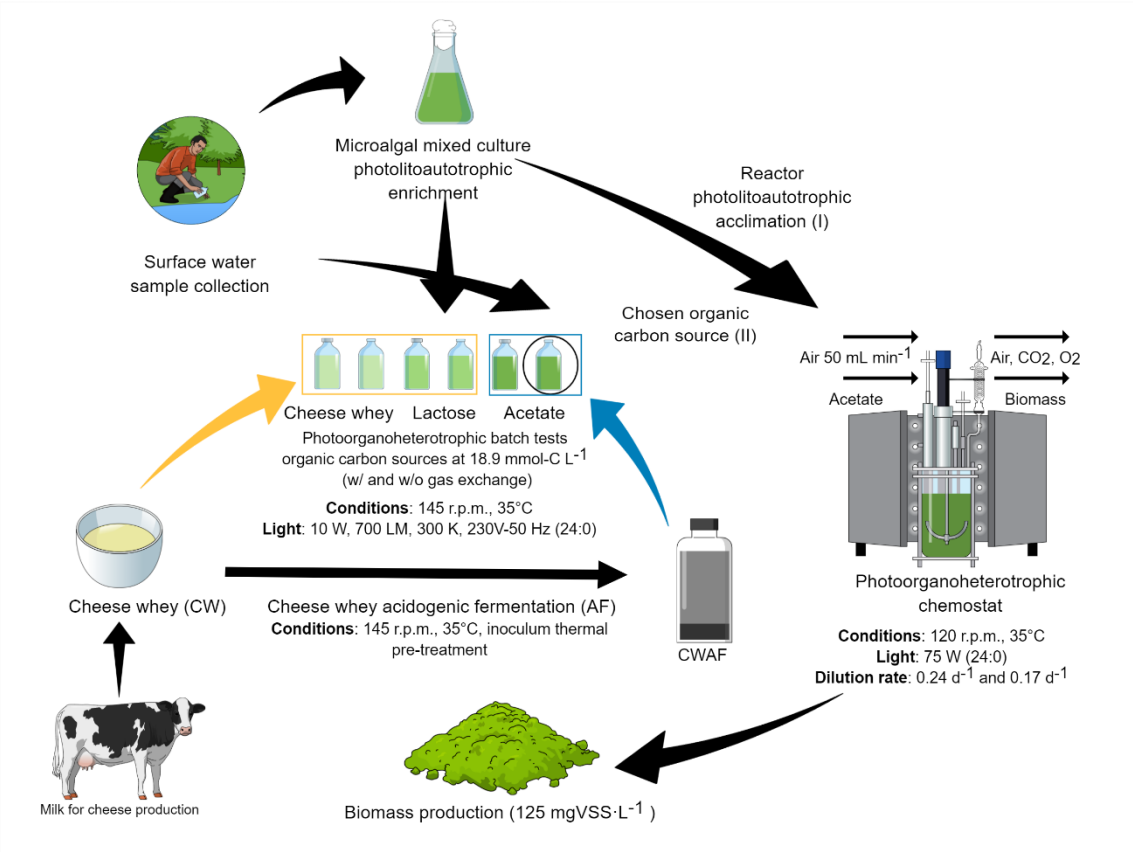 Microalgal mixed culture
photolitoautotrophic
enrichment
Reactor
photolitoautotrophic
acclimation (I)
Surface water
sample collection
Chosen organic
carbon source (II)
Air 50 mL min-1
Air, CO2, O2
Acetate
Biomass
Cheese whey Lactose Acetate
Photoorganoheterotrophic batch tests
organic carbon sources at 18.9 mmol-C L-1
(w/ and w/o gas exchange)
Conditions: 145 r.p.m., 35°C
Light: 10 W, 700 LM, 300 K, 230V-50 Hz (24:0)
Cheese whey (CW)
Cheese whey acidogenic fermentation (AF)
Conditions: 145 r.p.m., 35°C, inoculum thermal
pre-treatment
CWAF
Photoorganoheterotrophic
chemostat
Conditions: 120 r.p.m., 35°C
Light: 75 W (24:0)
Dilution rate: 0.24 d-1 and 0.17 d-1
Milk for cheese production
Biomass production (125 mgVSS·L-1 )